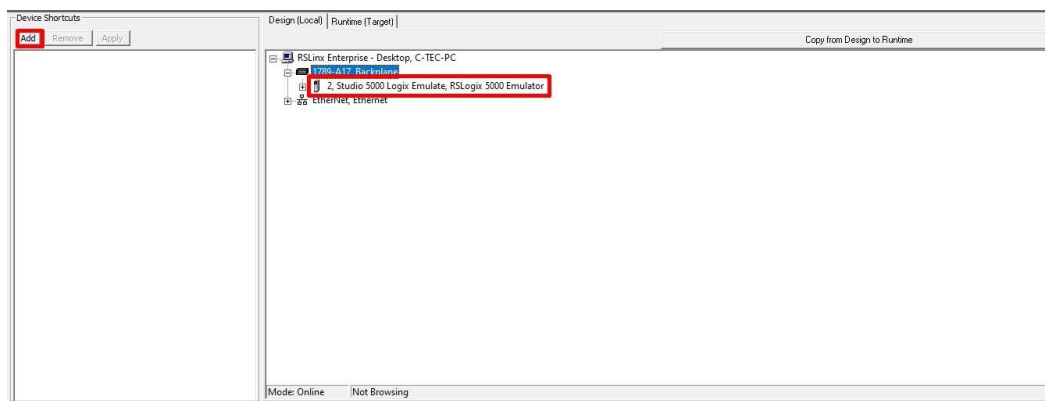 Device Shortcuts
Add Remove Apply
Design (Local) Runtime (Target)
Copy from Design to Runtime
RSLinx Enterprise - Desktop, C-TEC-PC
1789-A17, Backplane
2, Studio 5000 Logix Emulate, RSLogix 5000 Emulator
EtherNet, Ethernet
Mode: Online Not Browsing